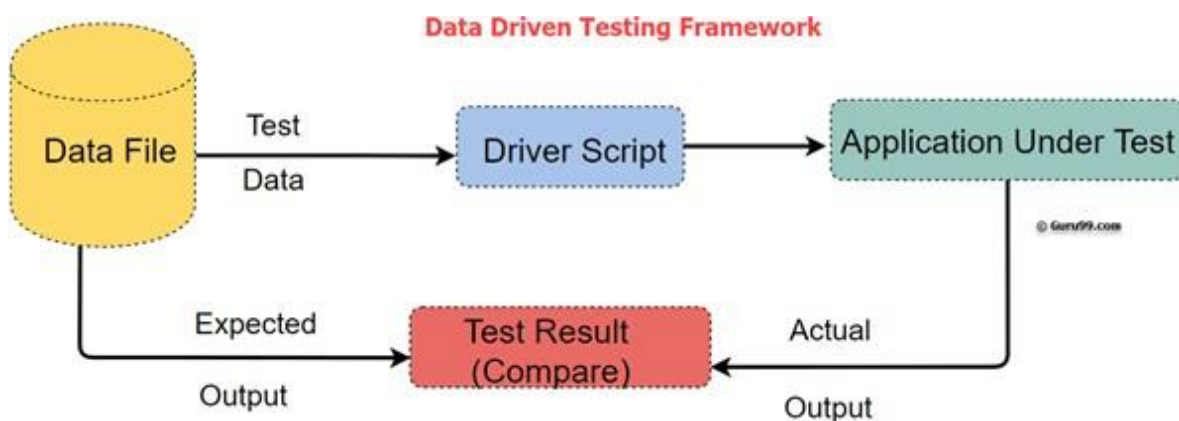 Data Driven Testing Framework
Data File
Test
Data
Driver Script
Application Under Test
© Guru99.com
Expected
Output
Test Result
(Compare)
Actual
Output